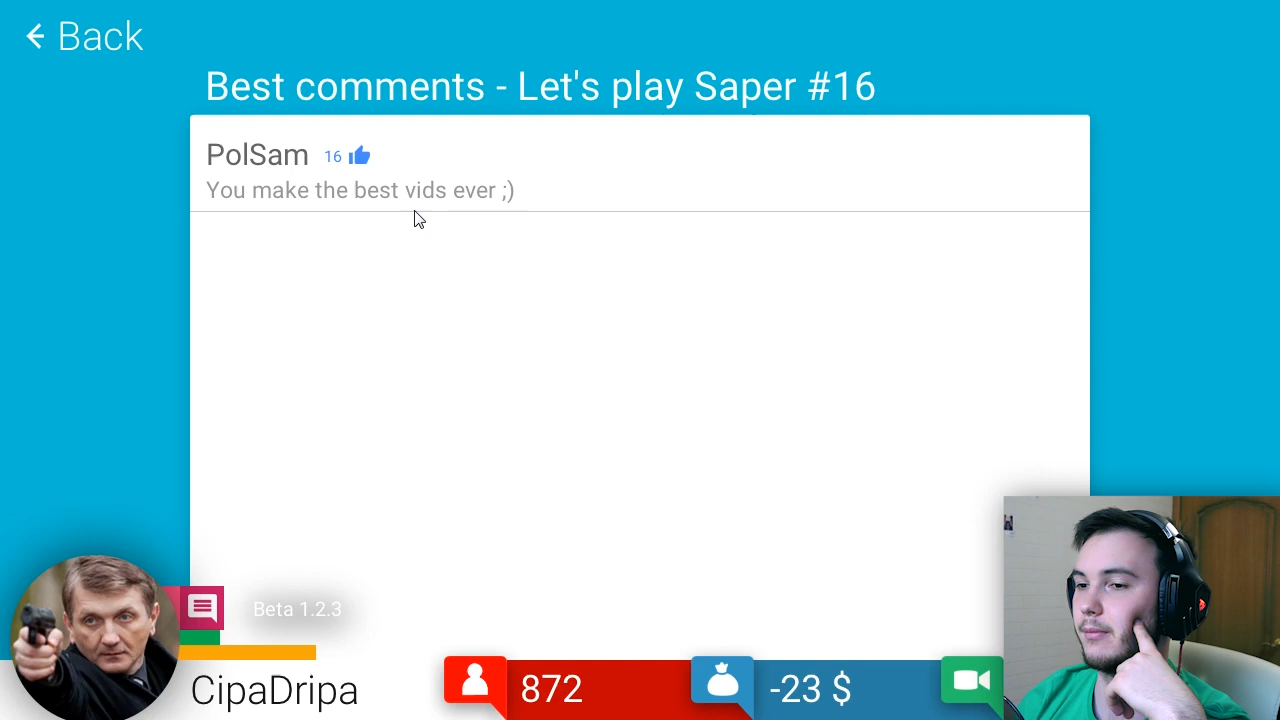 Back
Best comments - Let's play Saper #16
PolSam 16
You make the best vids ever ;)
Beta 1.2.3
CipaDripa
872
-23 $